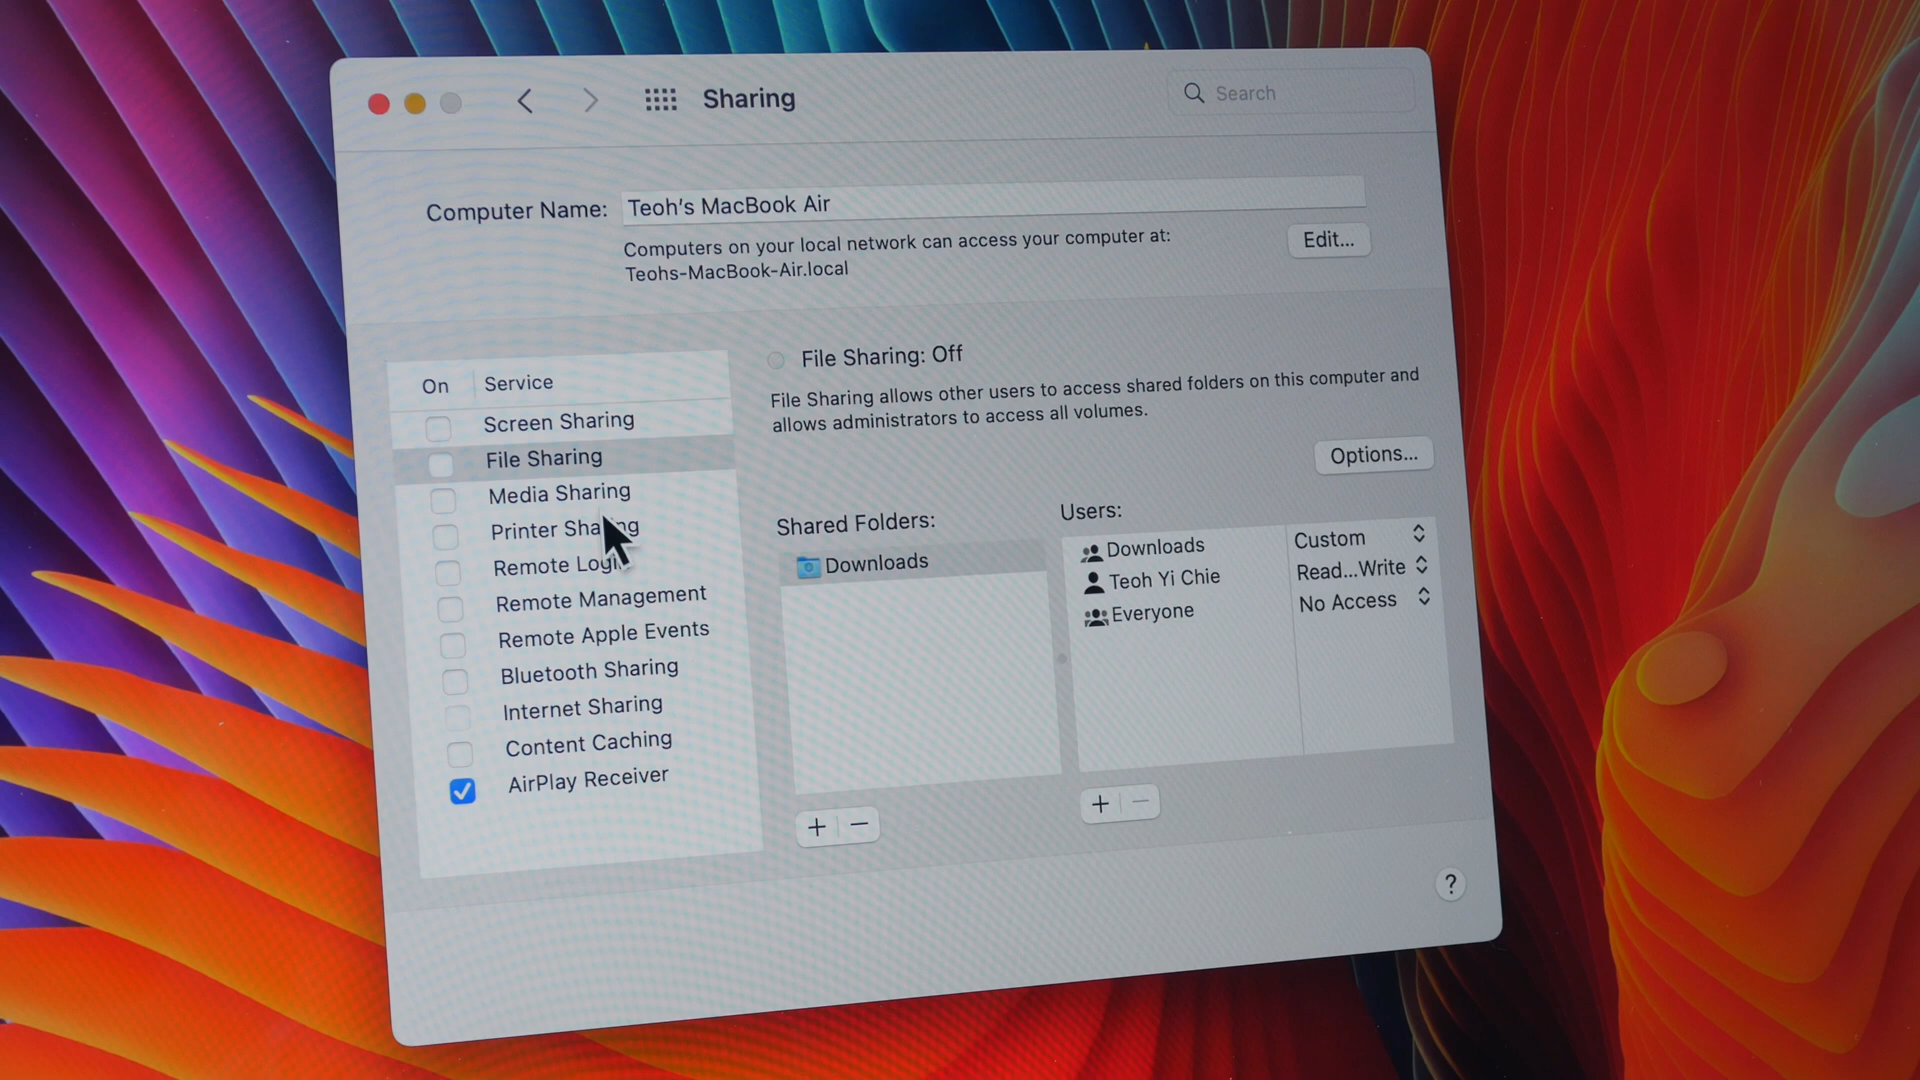 Sharing
Search
Computer Name: Teoh's MacBook Air
Computers on your local network can access your computer at:
Teohs-MacBook-Air.local
Edit...
On Service
Screen Sharing
File Sharing
Media Sharing
Printer Sharing
Remote Login
Remote Management
Remote Apple Events
Bluetooth Sharing
Internet Sharing
Content Caching
AirPlay Receiver
File Sharing: Off
File Sharing allows other users to access shared folders on this computer and
allows administrators to access all volumes.
Options...
Shared Folders:
Downloads
Users:
Downloads Custom
Teoh Yi Chie Read...Write
Everyone No Access
+ −
+ −
?